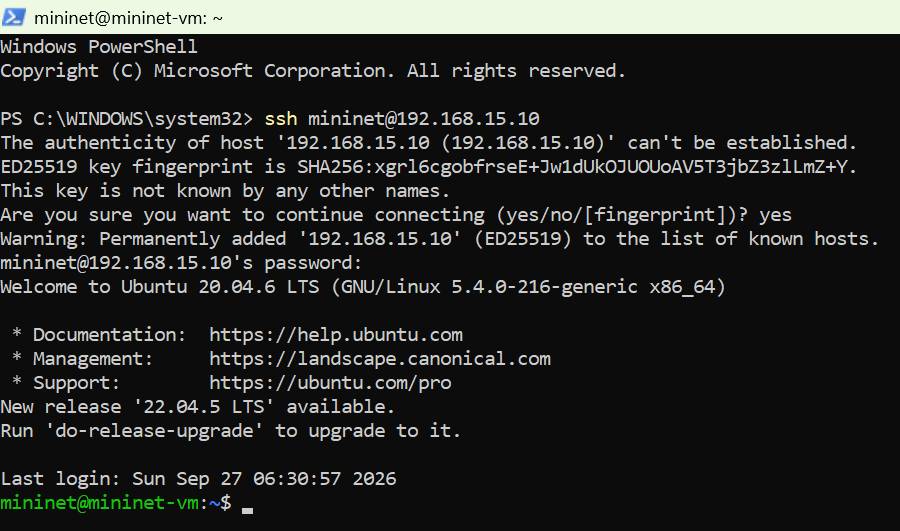 mininet@mininet-vm: ~
Windows PowerShell
Copyright (C) Microsoft Corporation. All rights reserved.
PS C:\WINDOWS\system32> ssh mininet@192.168.15.10
The authenticity of host '192.168.15.10 (192.168.15.10)' can't be established.
ED25519 key fingerprint is SHA256:xgrl6cgobfrseE+Jw1dUkOJUOUoAV5T3jbZ3zlLmZ+Y.
This key is not known by any other names.
Are you sure you want to continue connecting (yes/no/[fingerprint])? yes
Warning: Permanently added '192.168.15.10' (ED25519) to the list of known hosts.
mininet@192.168.15.10's password:
Welcome to Ubuntu 20.04.6 LTS (GNU/Linux 5.4.0-216-generic x86_64)
* Documentation:  https://help.ubuntu.com
* Management:     https://landscape.canonical.com
* Support:        https://ubuntu.com/pro
New release '22.04.5 LTS' available.
Run 'do-release-upgrade' to upgrade to it.
Last login: Sun Sep 27 06:30:57 2026
mininet@mininet-vm:~$ _